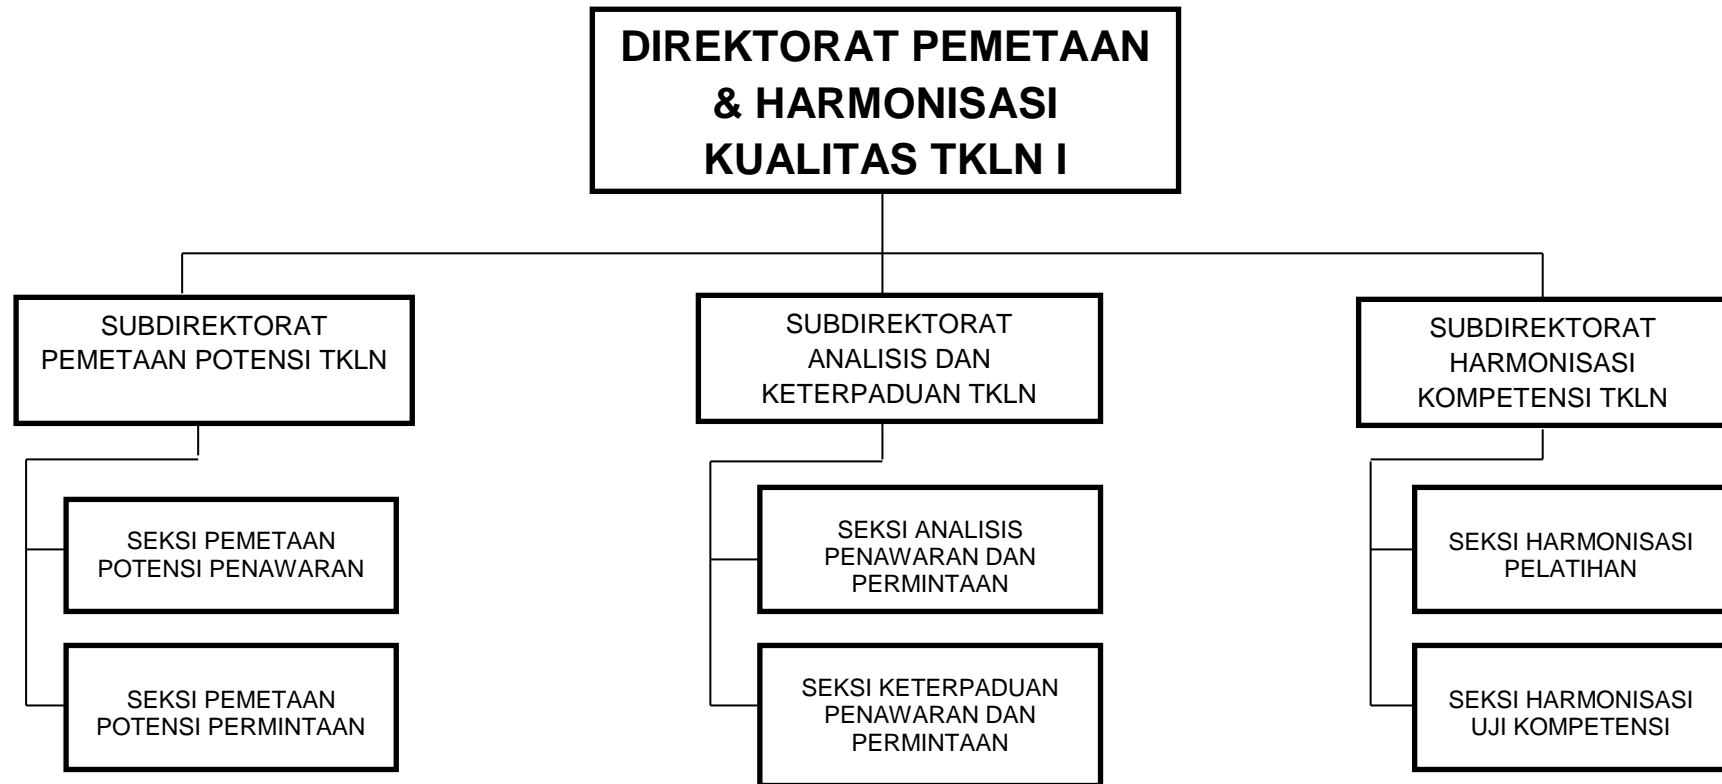 DIREKTORAT PEMETAAN
& HARMONISASI
KUALITAS TKLN I
SUBDIREKTORAT
PEMETAAN POTENSI TKLN
SUBDIREKTORAT
ANALISIS DAN
KETERPADUAN TKLN
SUBDIREKTORAT
HARMONISASI
KOMPETENSI TKLN
SEKSI PEMETAAN
POTENSI PENAWARAN
SEKSI ANALISIS
PENAWARAN DAN
PERMINTAAN
SEKSI HARMONISASI
PELATIHAN
SEKSI PEMETAAN
POTENSI PERMINTAAN
SEKSI KETERPADUAN
PENAWARAN DAN
PERMINTAAN
SEKSI HARMONISASI
UJI KOMPETENSI